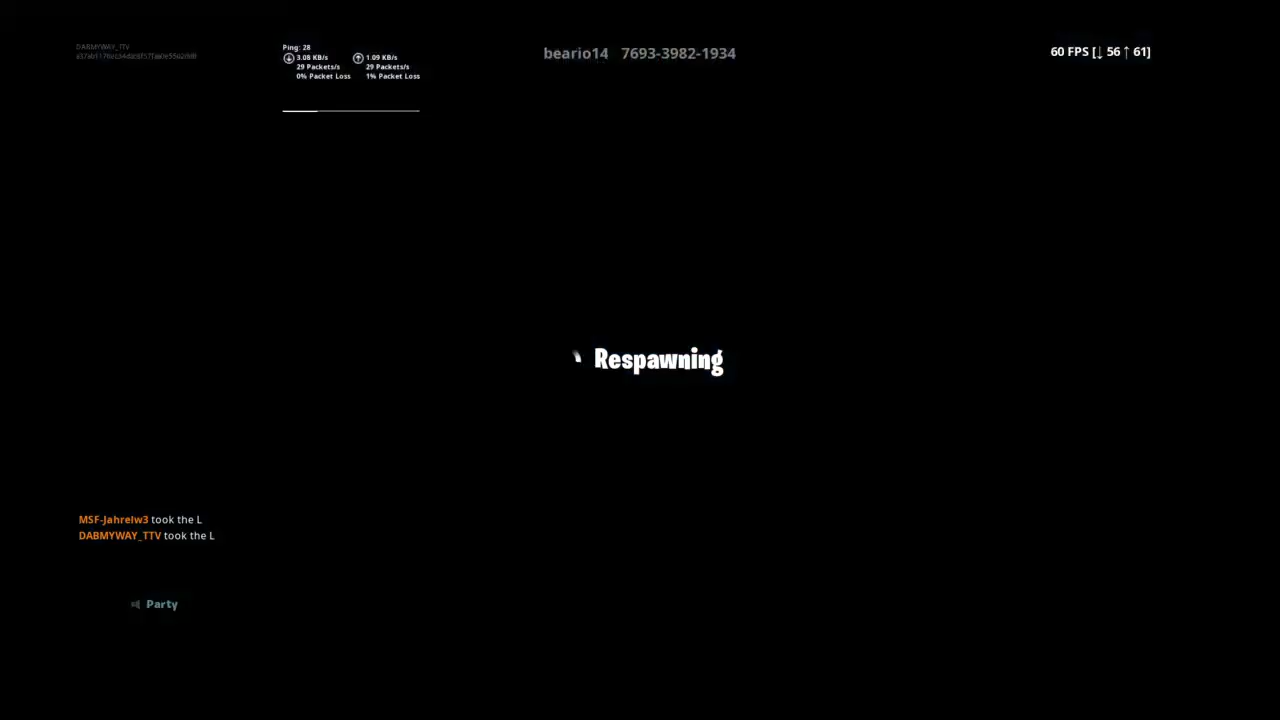 DABMYWAY_TTV
Ping: 28
3.08 KB/s 1.09 KB/s
29 Packets/s 29 Packets/s
0% Packet Loss 1% Packet Loss
beario14 7693-3982-1934
60 FPS [↓ 56 ↑ 61]
Respawning
MSF-Jahrelw3 took the L
DABMYWAY_TTV took the L
Party